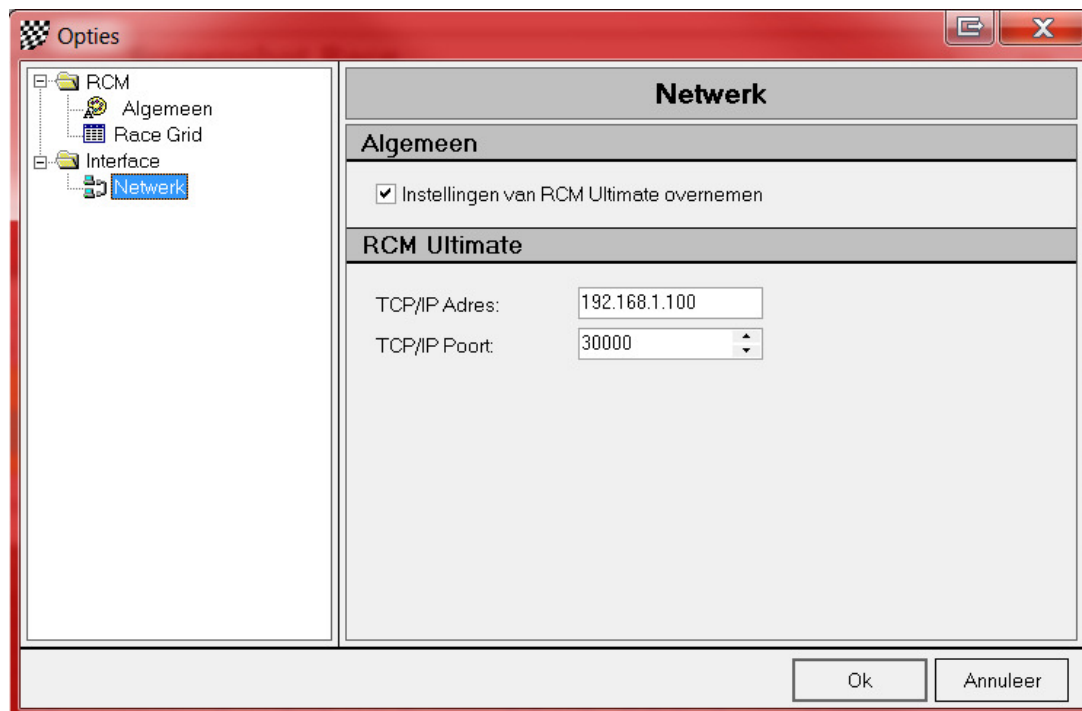 Opties
RCM
Algemeen
Race Grid
Interface
Netwerk
Netwerk
Algemeen
Instellingen van RCM Ultimate overnemen
RCM Ultimate
TCP/IP Adres: 192.168.1.100
TCP/IP Poort: 30000
Ok Annuleer